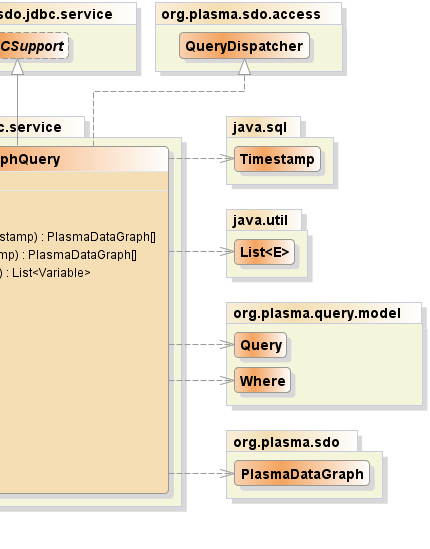 sdo.jdbc.service
CSupport
org.plasma.sdo.access
QueryDispatcher
c.service
phQuery
stamp) : PlasmaDataGraph[]
mp) : PlasmaDataGraph[]
) : List<Variable>
java.sql
Timestamp
java.util
List<E>
org.plasma.query.model
Query
Where
org.plasma.sdo
PlasmaDataGraph